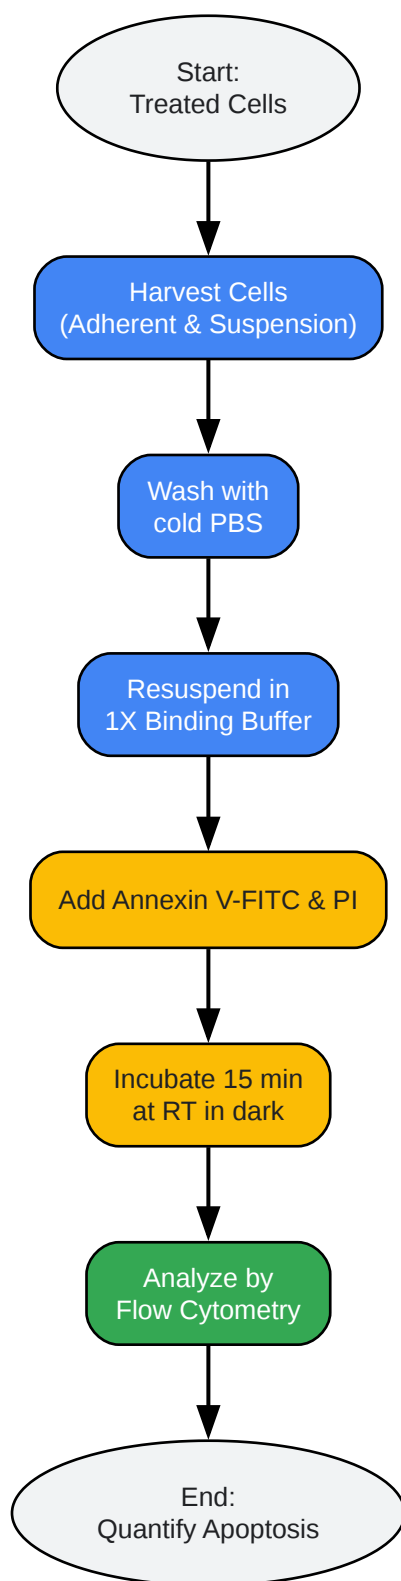 Start:
Treated Cells
Harvest Cells
(Adherent & Suspension)
Wash with
cold PBS
Resuspend in
1X Binding Buffer
Add Annexin V-FITC & PI
Incubate 15 min
at RT in dark
Analyze by
Flow Cytometry
End:
Quantify Apoptosis